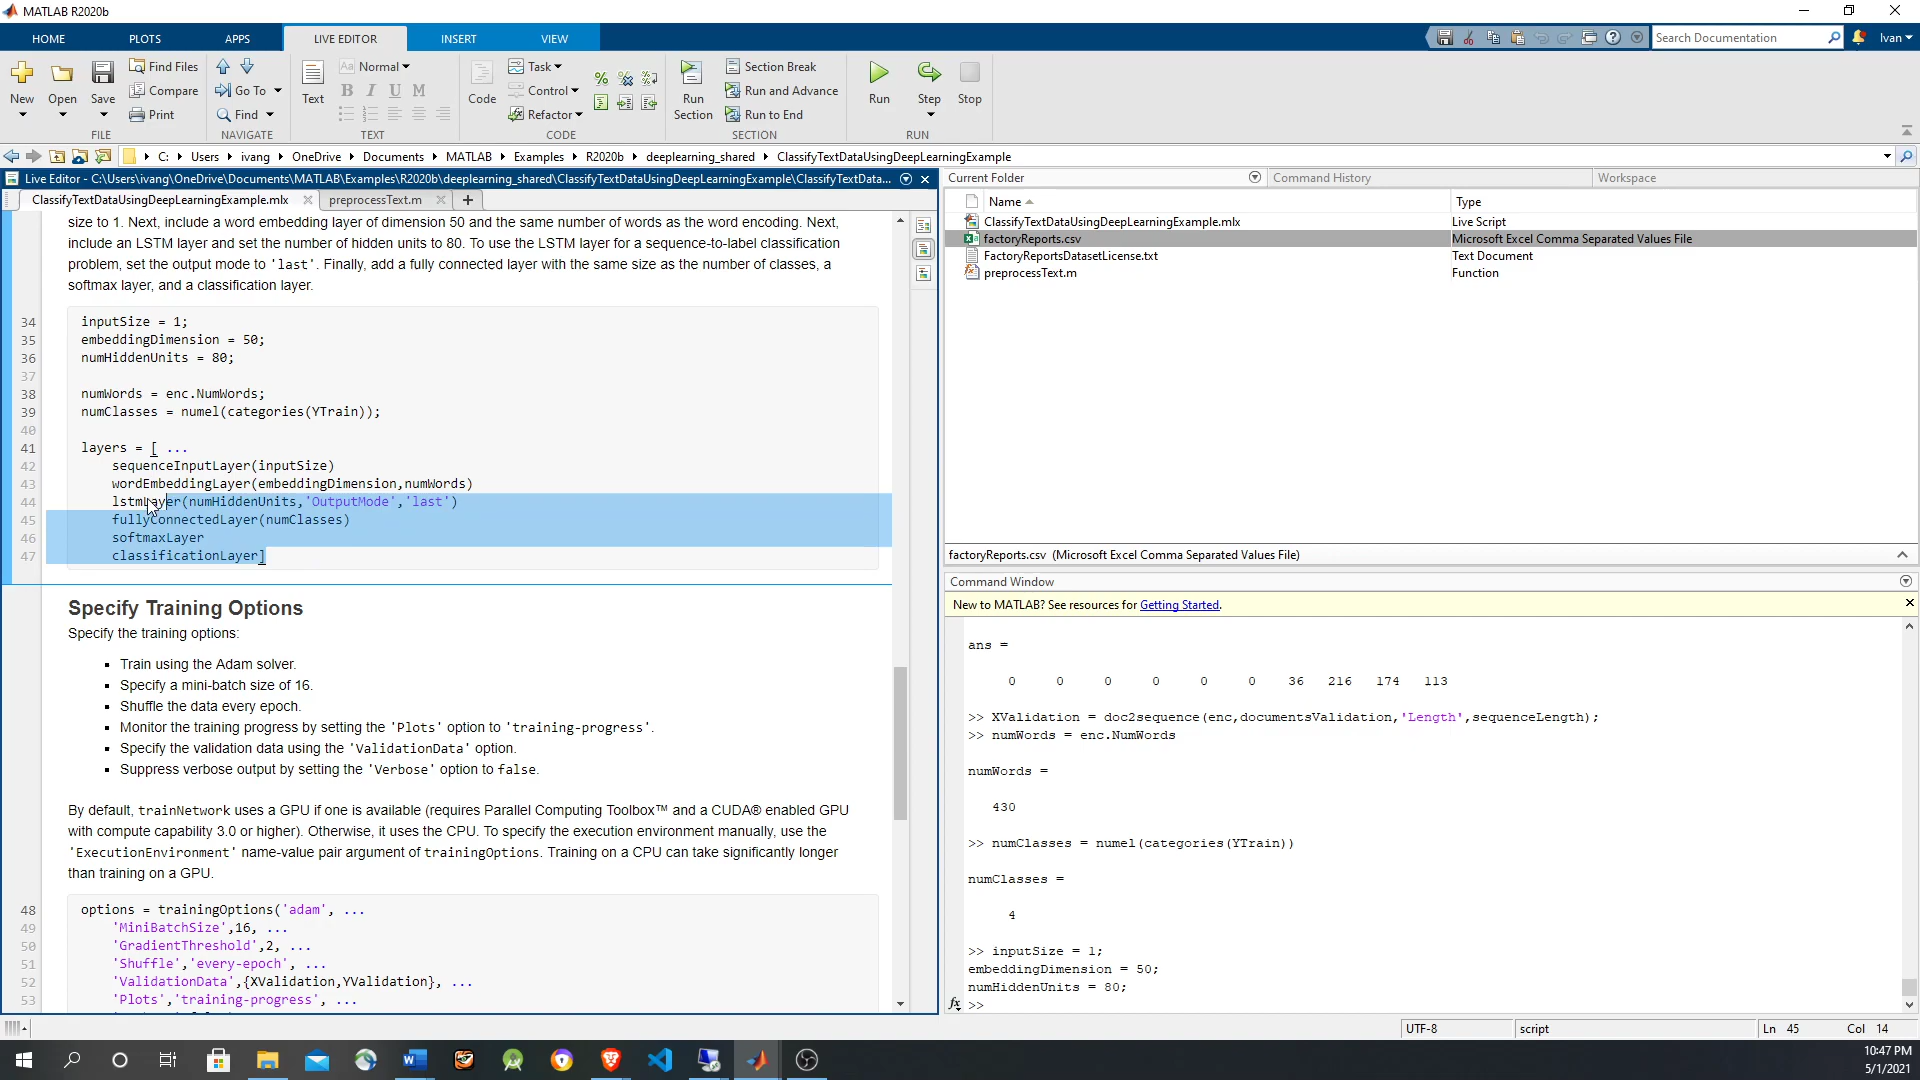 MATLAB R2020b
HOME PLOTS APPS LIVE EDITOR INSERT VIEW Search Documentation Ivan
New Open Save Find Files Compare Print Go To Find Text Normal B I U M Code Task Control Refactor Run Section Section Break Run and Advance Run to End Run Step Stop
FILE NAVIGATE TEXT CODE SECTION RUN
C: Users ivang OneDrive Documents MATLAB Examples R2020b deeplearning_shared ClassifyTextDataUsingDeepLearningExample
Live Editor - C:\Users\ivang\OneDrive\Documents\MATLAB\Examples\R2020b\deeplearning_shared\ClassifyTextDataUsingDeepLearningExample\ClassifyTextData...
ClassifyTextDataUsingDeepLearningExample.mlx preprocessText.m +
size to 1. Next, include a word embedding layer of dimension 50 and the same number of words as the word encoding. Next,
include an LSTM layer and set the number of hidden units to 80. To use the LSTM layer for a sequence-to-label classification
problem, set the output mode to 'last'. Finally, add a fully connected layer with the same size as the number of classes, a
softmax layer, and a classification layer.
34 inputSize = 1;
35 embeddingDimension = 50;
36 numHiddenUnits = 80;
37
38 numWords = enc.NumWords;
39 numClasses = numel(categories(YTrain));
40
41 layers = [ ...
42 sequenceInputLayer(inputSize)
43 wordEmbeddingLayer(embeddingDimension,numWords)
44 lstmLayer(numHiddenUnits,'OutputMode','last')
45 fullyConnectedLayer(numClasses)
46 softmaxLayer
47 classificationLayer]
Specify Training Options
Specify the training options:
▪ Train using the Adam solver.
▪ Specify a mini-batch size of 16.
▪ Shuffle the data every epoch.
▪ Monitor the training progress by setting the 'Plots' option to 'training-progress'.
▪ Specify the validation data using the 'ValidationData' option.
▪ Suppress verbose output by setting the 'Verbose' option to false.
By default, trainNetwork uses a GPU if one is available (requires Parallel Computing Toolbox™ and a CUDA® enabled GPU
with compute capability 3.0 or higher). Otherwise, it uses the CPU. To specify the execution environment manually, use the
'ExecutionEnvironment' name-value pair argument of trainingOptions. Training on a CPU can take significantly longer
than training on a GPU.
48 options = trainingOptions('adam', ...
49 'MiniBatchSize',16, ...
50 'GradientThreshold',2, ...
51 'Shuffle','every-epoch', ...
52 'ValidationData',{XValidation,YValidation}, ...
53 'Plots','training-progress', ...
Current Folder Command History Workspace
Name Type
ClassifyTextDataUsingDeepLearningExample.mlx Live Script
factoryReports.csv Microsoft Excel Comma Separated Values File
FactoryReportsDatasetLicense.txt Text Document
preprocessText.m Function
factoryReports.csv (Microsoft Excel Comma Separated Values File)
Command Window
New to MATLAB? See resources for Getting Started.
ans =
0 0 0 0 0 0 36 216 174 113
>> XValidation = doc2sequence(enc,documentsValidation,'Length',sequenceLength);
>> numWords = enc.NumWords
numWords =
430
>> numClasses = numel(categories(YTrain))
numClasses =
4
>> inputSize = 1;
embeddingDimension = 50;
numHiddenUnits = 80;
fx >>
UTF-8 script Ln 45 Col 14
10:47 PM
5/1/2021